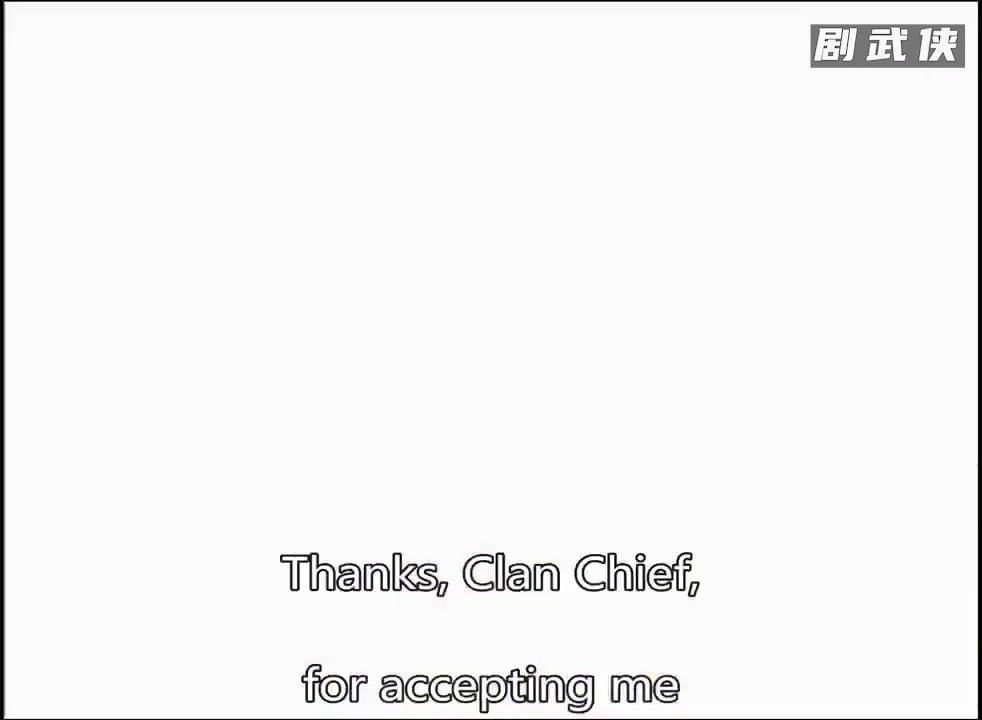 剧武侠
Thanks, Clan Chief,
for accepting me